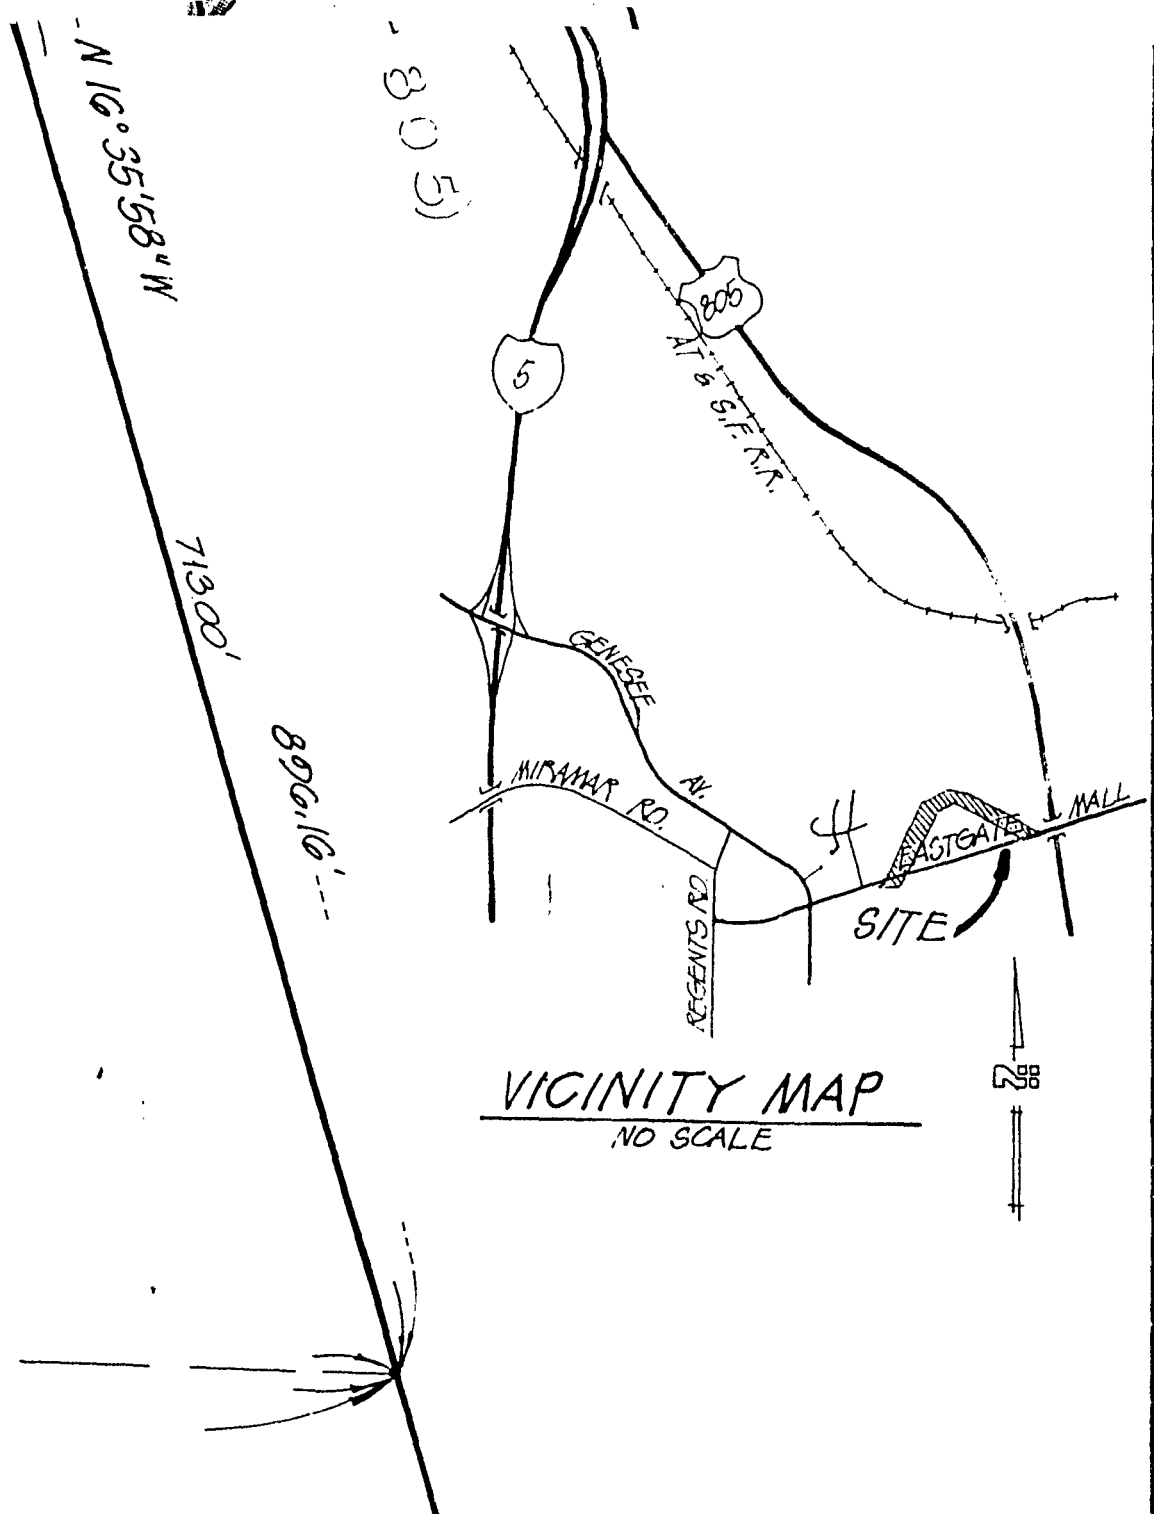 N 16°35'58" W
-805)
805
5
AT & S.F. R.R.
713.00'
896.16'
GENESEE AV.
MIRAMAR RD.
EASTGATE MALL
REGENTS RD
SITE
VICINITY MAP
NO SCALE